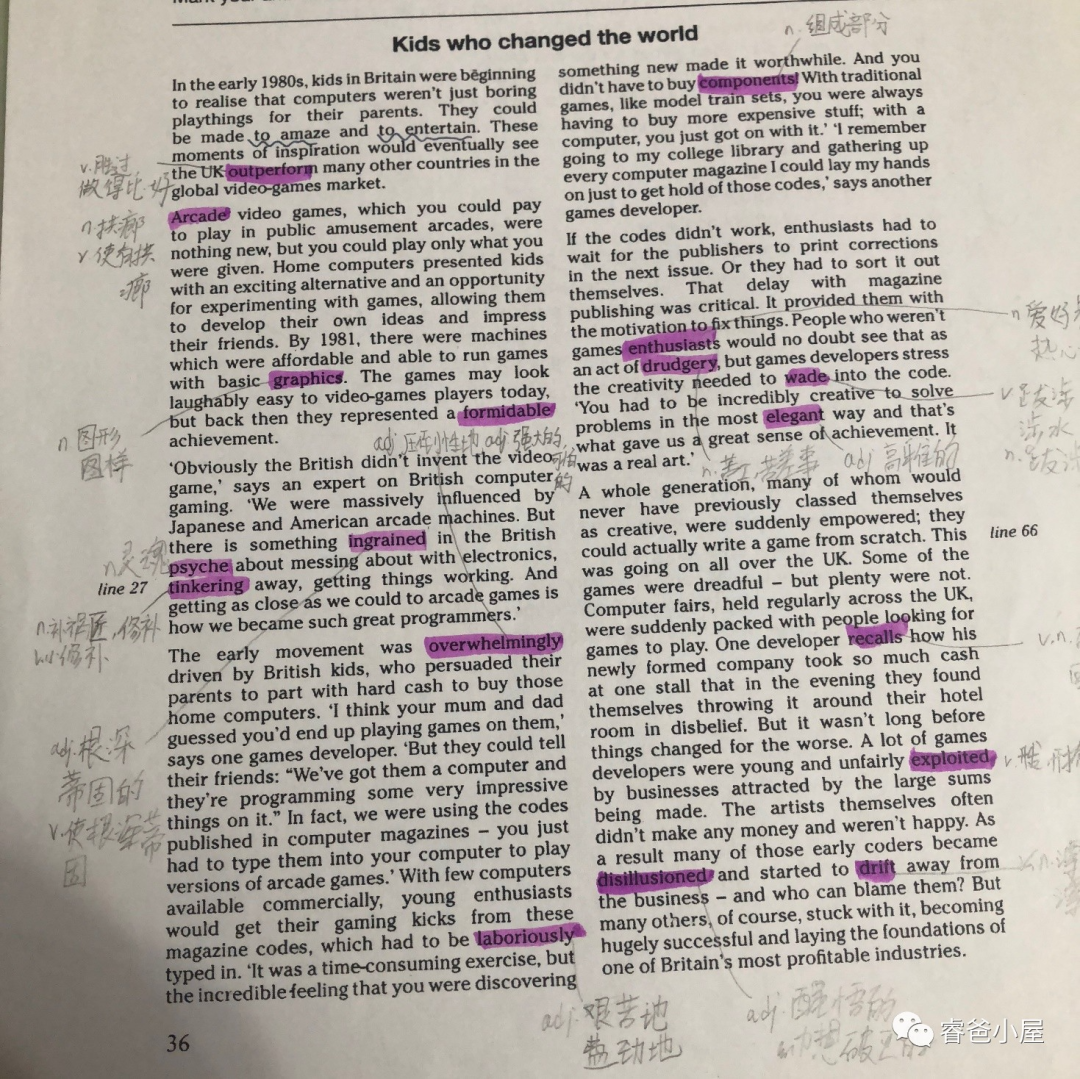 Kids who changed the world
In the early 1980s, kids in Britain were beginning
to realise that computers weren't just boring
playthings for their parents. They could
be made to amaze and to entertain. These
moments of inspiration would eventually see
the UK outperform many other countries in the
global video-games market.
Arcade video games, which you could pay
to play in public amusement arcades, were
nothing new, but you could play only what you
were given. Home computers presented kids
with an exciting alternative and an opportunity
for experimenting with games, allowing them
to develop their own ideas and impress
their friends. By 1981, there were machines
which were affordable and able to run games
with basic graphics. The games may look
laughably easy to video-games players today,
but back then they represented a formidable
achievement.
'Obviously the British didn't invent the video
game,' says an expert on British computer
gaming. 'We were massively influenced by
Japanese and American arcade machines. But
there is something ingrained in the British
psyche about messing about with electronics,
line 27
tinkering away, getting things working. And
getting as close as we could to arcade games is
how we became such great programmers.'
The early movement was overwhelmingly
driven by British kids, who persuaded their
parents to part with hard cash to buy those
home computers. 'I think your mum and dad
guessed you'd end up playing games on them,'
says one games developer. 'But they could tell
their friends: "We've got them a computer and
they're programming some very impressive
things on it." In fact, we were using the codes
published in computer magazines – you just
had to type them into your computer to play
versions of arcade games.' With few computers
available commercially, young enthusiasts
would get their gaming kicks from these
magazine codes, which had to be laboriously
typed in. 'It was a time-consuming exercise, but
the incredible feeling that you were discovering
something new made it worthwhile. And you
didn't have to buy components! With traditional
games, like model train sets, you were always
having to buy more expensive stuff; with a
computer, you just got on with it.' 'I remember
going to my college library and gathering up
every computer magazine I could lay my hands
on just to get hold of those codes,' says another
games developer.
If the codes didn't work, enthusiasts had to
wait for the publishers to print corrections
in the next issue. Or they had to sort it out
themselves. That delay with magazine
publishing was critical. It provided them with
the motivation to fix things. People who weren't
games enthusiasts would no doubt see that as
an act of drudgery, but games developers stress
the creativity needed to wade into the code.
'You had to be incredibly creative to solve
problems in the most elegant way and that's
what gave us a great sense of achievement. It
was a real art.'
A whole generation, many of whom would
never have previously classed themselves
as creative, were suddenly empowered; they
could actually write a game from scratch. This
line 66
was going on all over the UK. Some of the
games were dreadful – but plenty were not.
Computer fairs, held regularly across the UK,
were suddenly packed with people looking for
games to play. One developer recalls how his
newly formed company took so much cash
at one stall that in the evening they found
themselves throwing it around their hotel
room in disbelief. But it wasn't long before
things changed for the worse. A lot of games
developers were young and unfairly exploited
by businesses attracted by the large sums
being made. The artists themselves often
didn't make any money and weren't happy. As
a result many of those early coders became
disillusioned and started to drift away from
the business – and who can blame them? But
many others, of course, stuck with it, becoming
hugely successful and laying the foundations of
one of Britain's most profitable industries.
36
n. 组成部分
v. 胜过
做得比 好
n 拱廊
v 使有拱
廊
n 图形
图样
adj 强大的
可怕的
n 灵魂
修补
adj. 根深
蒂固的
v. 使根深蒂
固
adj. 艰苦地
费劲地
adj. 醒悟的
adj 高雅的
n 爱好
睿爸小屋